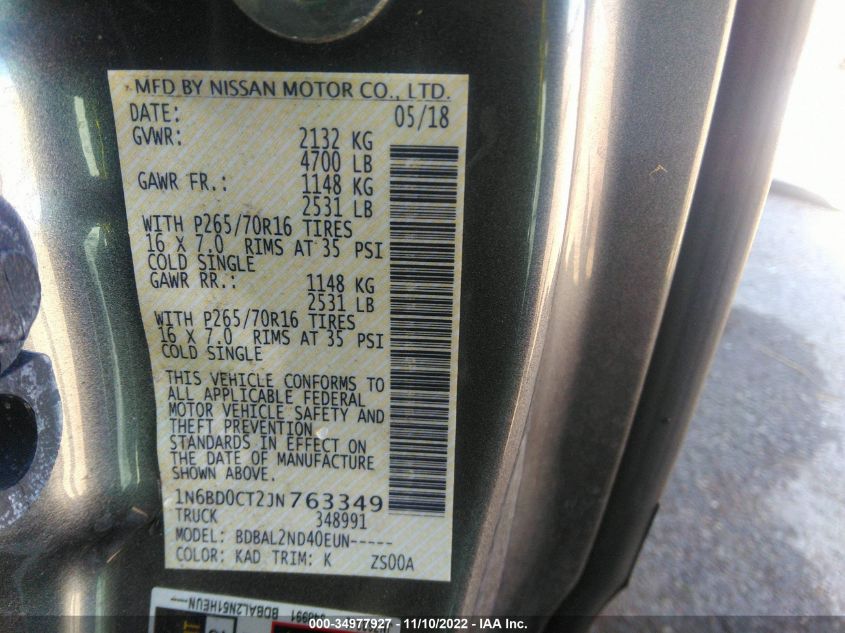 MFD BY NISSAN MOTOR CO., LTD.
DATE: 05/18
GVWR: 2132 KG
4700 LB
GAWR FR.: 1148 KG
2531 LB
WITH P265/70R16 TIRES
16 X 7.0 RIMS AT 35 PSI
COLD SINGLE
GAWR RR.: 1148 KG
2531 LB
WITH P265/70R16 TIRES
16 X 7.0 RIMS AT 35 PSI
COLD SINGLE
THIS VEHICLE CONFORMS TO
ALL APPLICABLE FEDERAL
MOTOR VEHICLE SAFETY AND
THEFT PREVENTION
STANDARDS IN EFFECT ON
THE DATE OF MANUFACTURE
SHOWN ABOVE.
1N6BD0CT2JN763349
TRUCK 348991
MODEL: BDBAL2ND40EUN-----
COLOR: KAD TRIM: K ZS00A
348991 BDBAL2N51HEUN
000-34977927 - 11/10/2022 - IAA Inc.